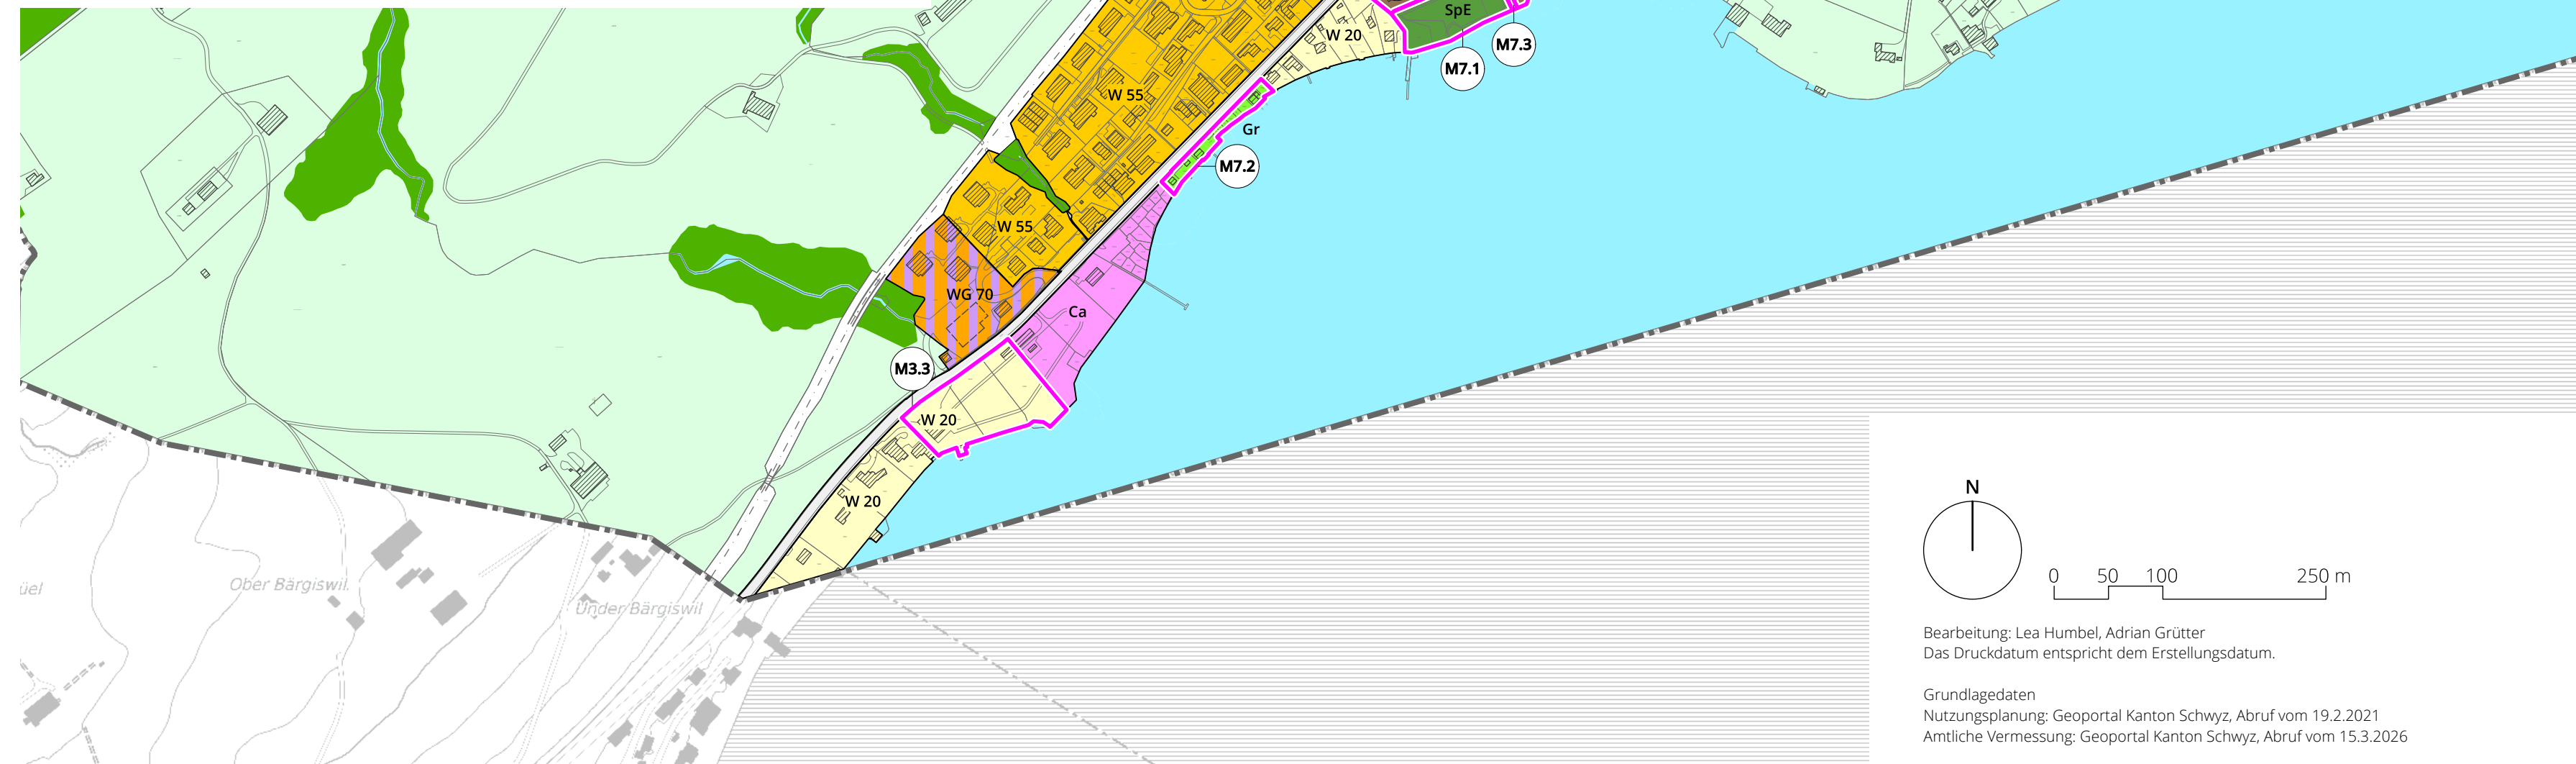 SpE
W 20
M7.3
M7.1
W 55
Gr
M7.2
W 55
WG 70
Ca
M3.3
W 20
W 20
N
0 50 100 250 m
Ober Bärgiswil
üel
Under Bärgiswil
Bearbeitung: Lea Humbel, Adrian Grütter
Das Druckdatum entspricht dem Erstellungsdatum.
Grundlagedaten
Nutzungsplanung: Geoportal Kanton Schwyz, Abruf vom 19.2.2021
Amtliche Vermessung: Geoportal Kanton Schwyz, Abruf vom 15.3.2026